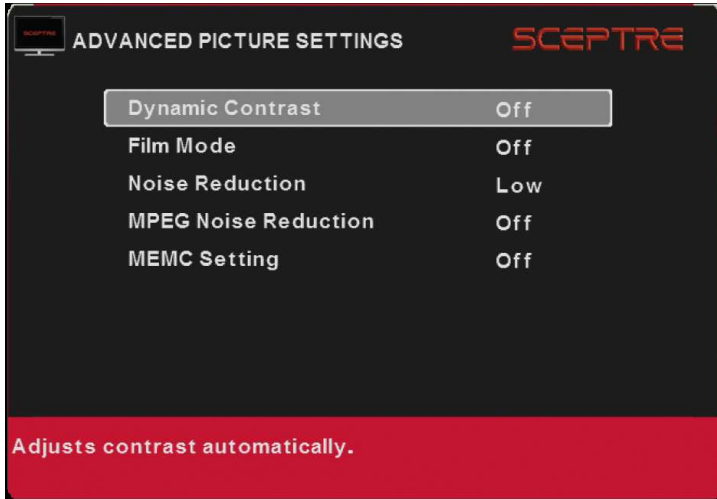 SCEPTRE
ADVANCED PICTURE SETTINGS
SCEPTRE
Dynamic Contrast Off
Film Mode Off
Noise Reduction Low
MPEG Noise Reduction Off
MEMC Setting Off
Adjusts contrast automatically.